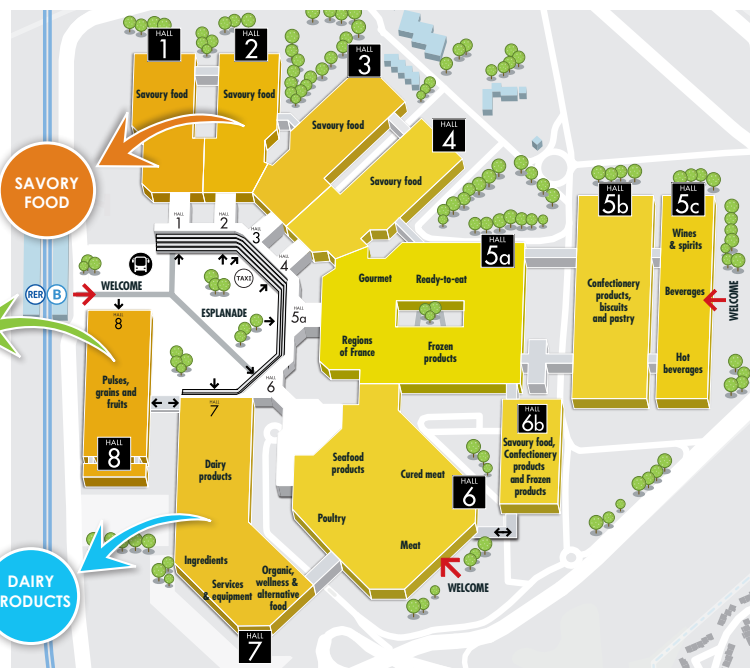 HALL
1
HALL
2
HALL
3
HALL
4
Savoury food
Savoury food
Savoury food
Savoury food
SAVORY
FOOD
HALL
5b
HALL
5c
Wines
& spirits
Beverages
WELCOME
Hot
beverages
Confectionery
products,
biscuits
and pastry
HALL
1
HALL
2
HALL
3
HALL
4
HALL
5a
HALL
5a
Gourmet
Ready-to-eat
Regions
of France
Frozen
products
TAXI
ESPLANADE
WELCOME
RER
B
HALL
8
Pulses,
grains and
fruits
HALL
8
HALL
6
HALL
7
Dairy
products
Ingredients
Services
& equipment
Organic,
wellness &
alternative
food
HALL
7
Seafood
products
Cured meat
Poultry
Meat
HALL
6
WELCOME
HALL
6b
Savoury food,
Confectionery
products
and Frozen
products
DAIRY
RODUCTS